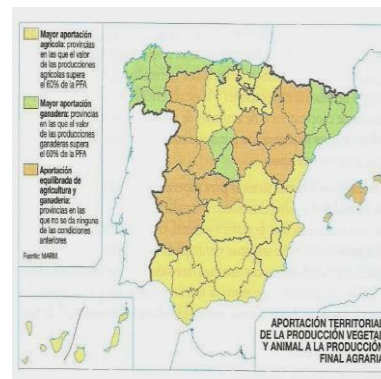 Mayor aportación
agrícola: provincias
en las que el valor
de las producciones
agrícolas supera
el 60% de la PFA
Mayor aportación
ganadera: provincias
en las que el valor
de las producciones
ganaderas supera
el 60% de la PFA
Aportación
equilibrada de
agricultura y
ganadería:
provincias en las
que no se da ninguna
de las condiciones
anteriores
Fuente: MARM.
APORTACIÓN TERRITORIAL
DE LA PRODUCCIÓN VEGETAL
Y ANIMAL A LA PRODUCCIÓN
FINAL AGRARIA